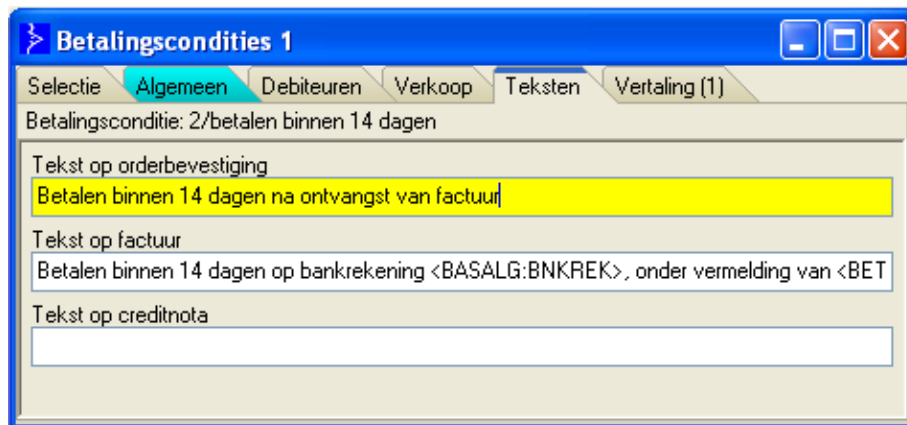 Betalingscondities 1
Selectie Algemeen Debiteuren Verkoop Teksten Vertaling (1)
Betalingsconditie: 2/betalen binnen 14 dagen
Tekst op orderbevestiging
Betalen binnen 14 dagen na ontvangst van factuur
Tekst op factuur
Betalen binnen 14 dagen op bankrekening <BASALG:BNKREK>, onder vermelding van <BET
Tekst op creditnota